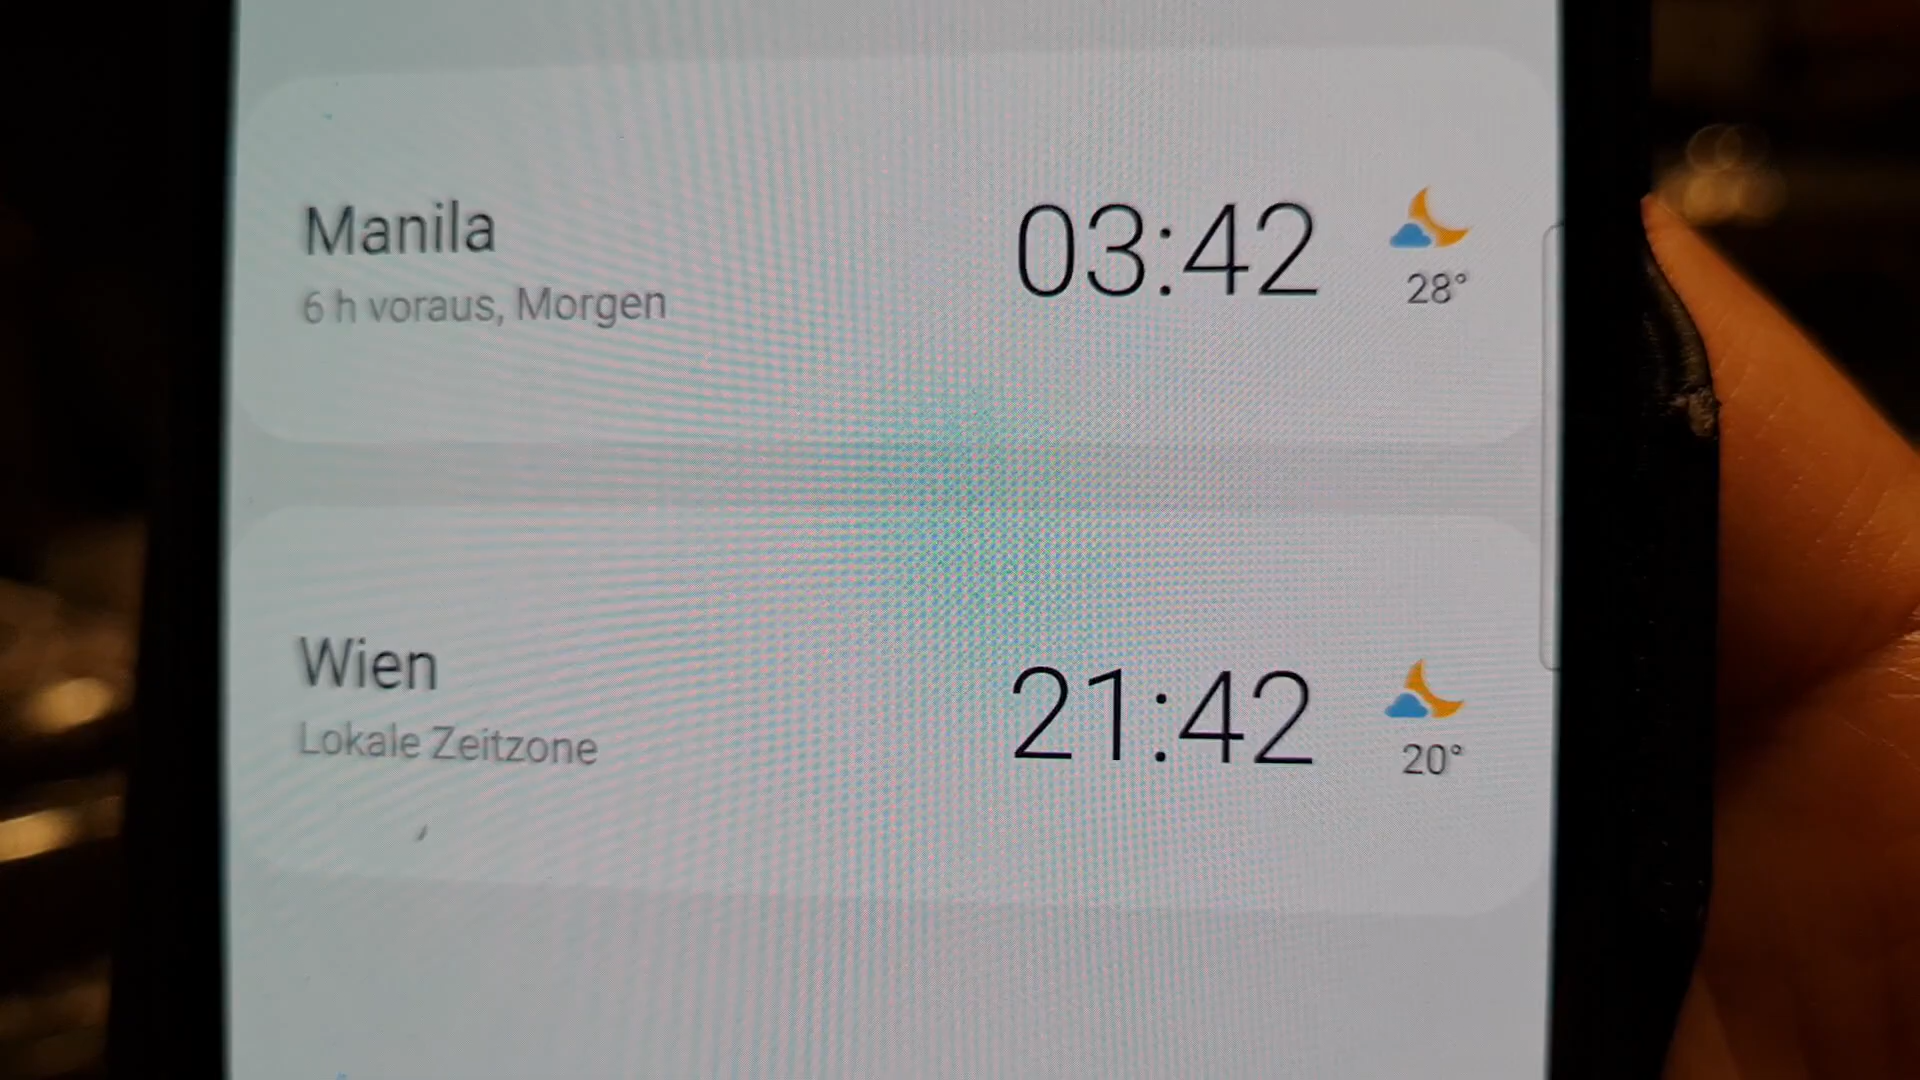 Manila
03:42
6 h voraus, Morgen
28°
Wien
21:42
Lokale Zeitzone
20°